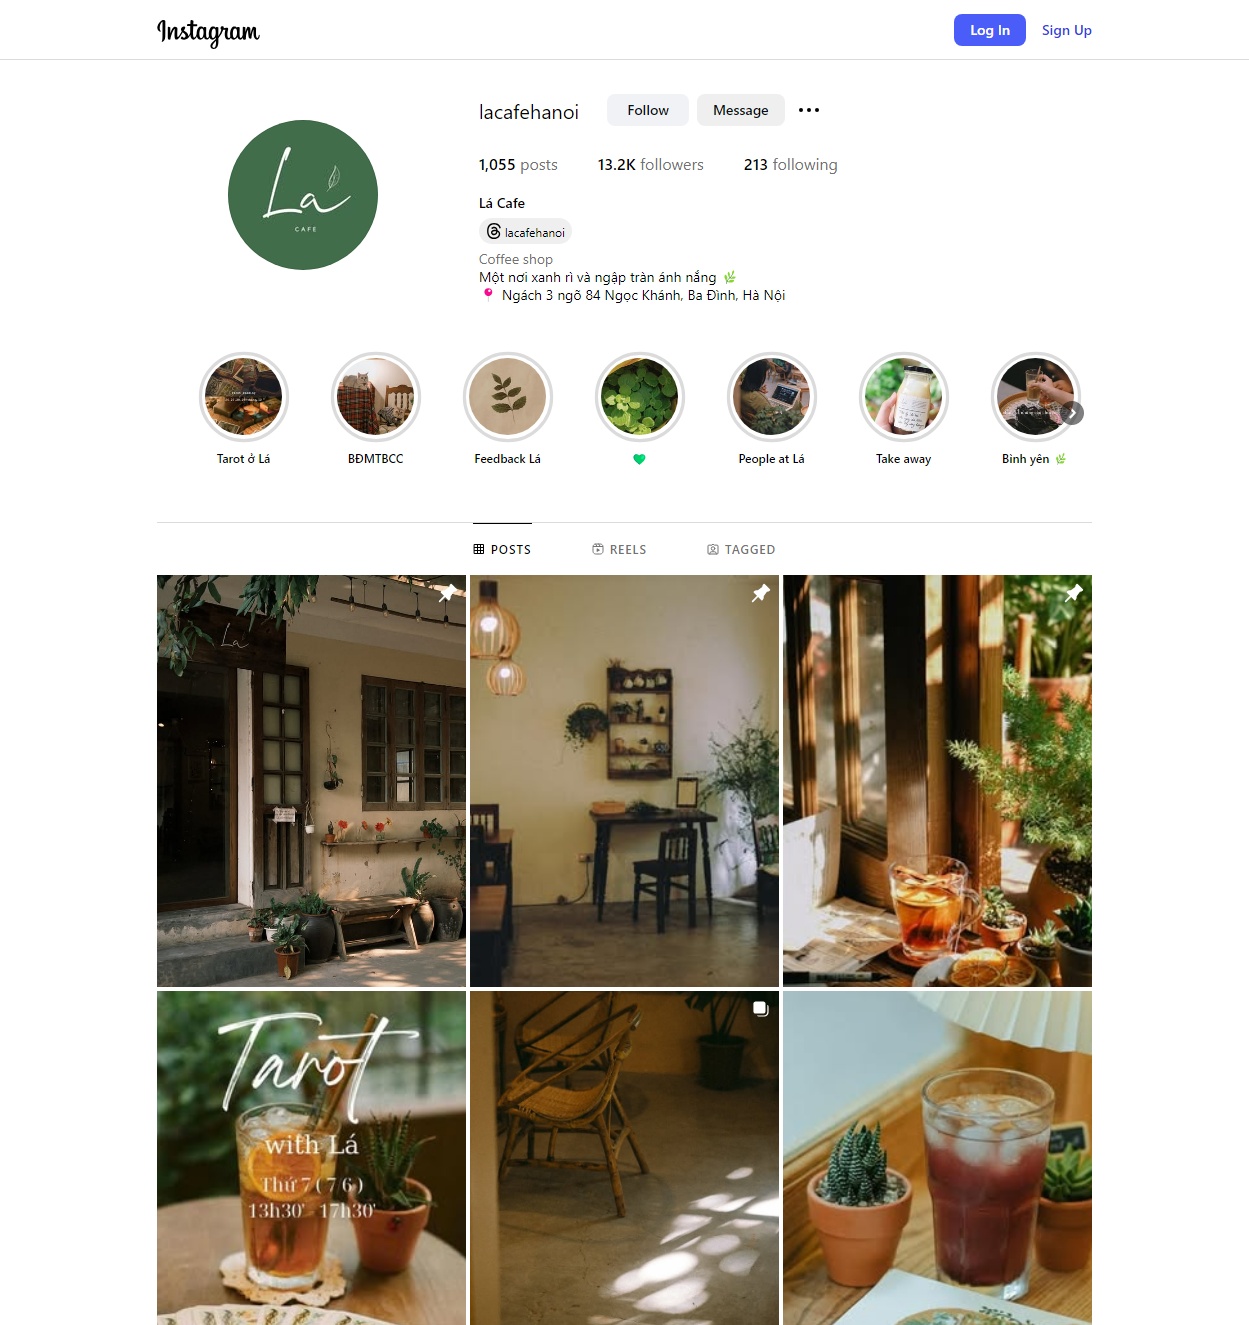 Instagram
Log In
Sign Up
lacafehanoi
Follow
Message
Lá
CAFE
1,055 posts
13.2K followers
213 following
Lá Cafe
lacafehanoi
Coffee shop
Một nơi xanh rì và ngập tràn ánh nắng 🌿
📍 Ngách 3 ngõ 84 Ngọc Khánh, Ba Đình, Hà Nội
Tarot ở Lá
BĐMTBCC
Feedback Lá
💚
People at Lá
Take away
Bình yên 🌿
POSTS
REELS
TAGGED
Lá
Tarot
with Lá
Thứ 7 ( 7/6 )
13h30' - 17h30'